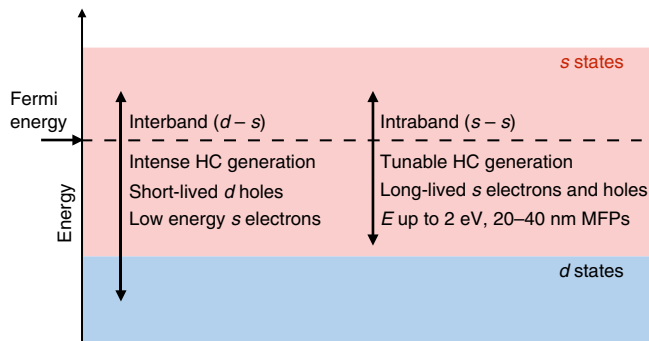 s states
Fermi
energy
Interband (d – s)
Intraband (s – s)
Intense HC generation
Short-lived d holes
Low energy s electrons
Tunable HC generation
Long-lived s electrons and holes
E up to 2 eV, 20–40 nm MFPs
Energy
d states